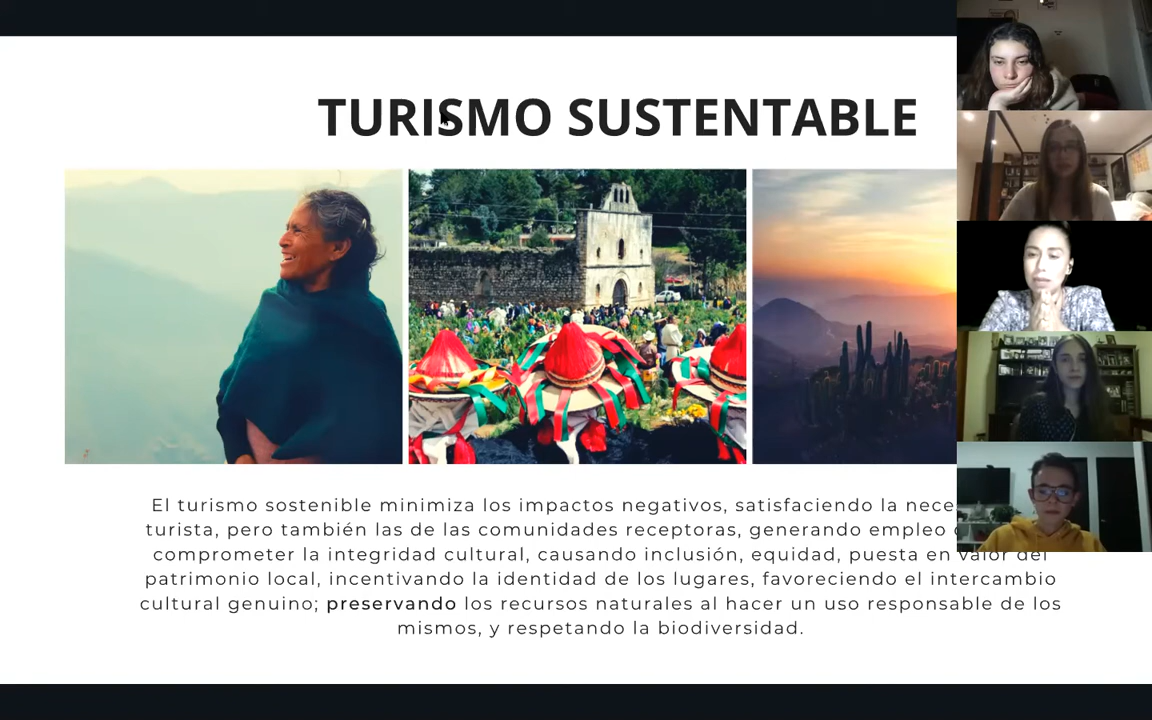 TURISMO SUSTENTABLE
El turismo sostenible minimiza los impactos negativos, satisfaciendo la
turista, pero también las de las comunidades receptoras, generando empleo
comprometer la integridad cultural, causando inclusión, equidad, puesta en valor del
patrimonio local, incentivando la identidad de los lugares, favoreciendo el intercambio
cultural genuino; preservando los recursos naturales al hacer un uso responsable de los
mismos, y respetando la biodiversidad.